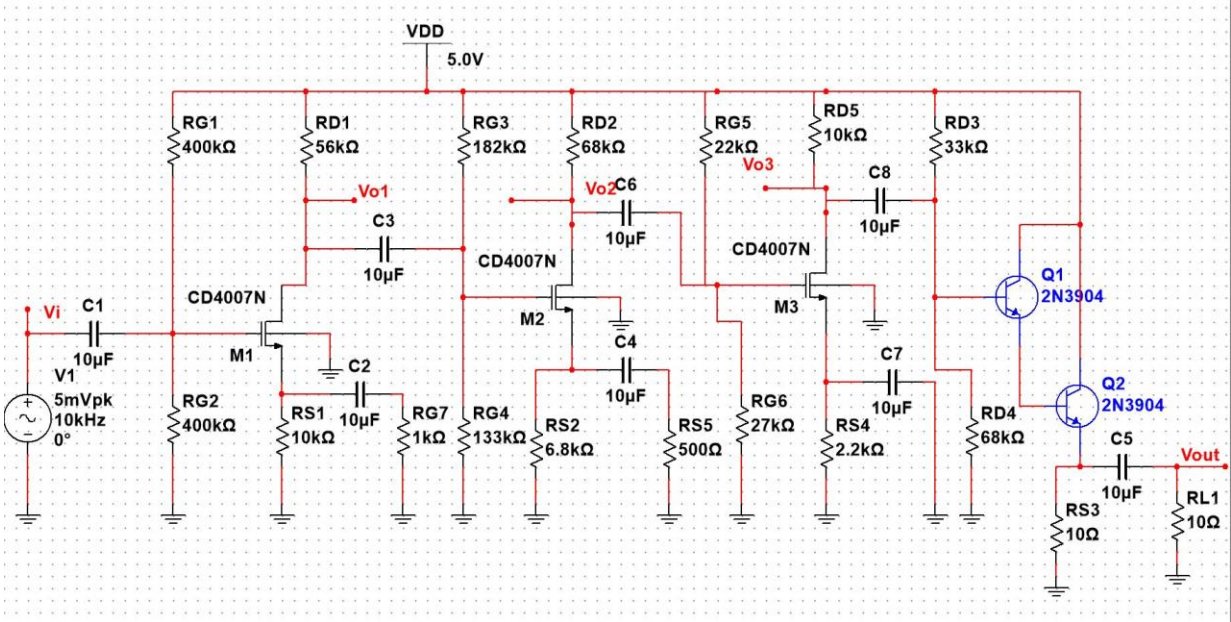 VDD
5.0V
RG1
400kΩ
RD1
56kΩ
RG3
182kΩ
RD2
68kΩ
RG5
22kΩ
RD5
10kΩ
RD3
33kΩ
Vo1
Vo2
Vo3
C6
10µF
C8
10µF
C3
10µF
CD4007N
M1
CD4007N
M2
CD4007N
M3
Q1
2N3904
Vi
C1
10µF
V1
5mVpk
10kHz
0°
RG2
400kΩ
C2
10µF
RS1
10kΩ
RG7
1kΩ
RG4
133kΩ
C4
10µF
RS2
6.8kΩ
RS5
500Ω
RG6
27kΩ
C7
10µF
RS4
2.2kΩ
RD4
68kΩ
Q2
2N3904
C5
10µF
Vout
RS3
10Ω
RL1
10Ω